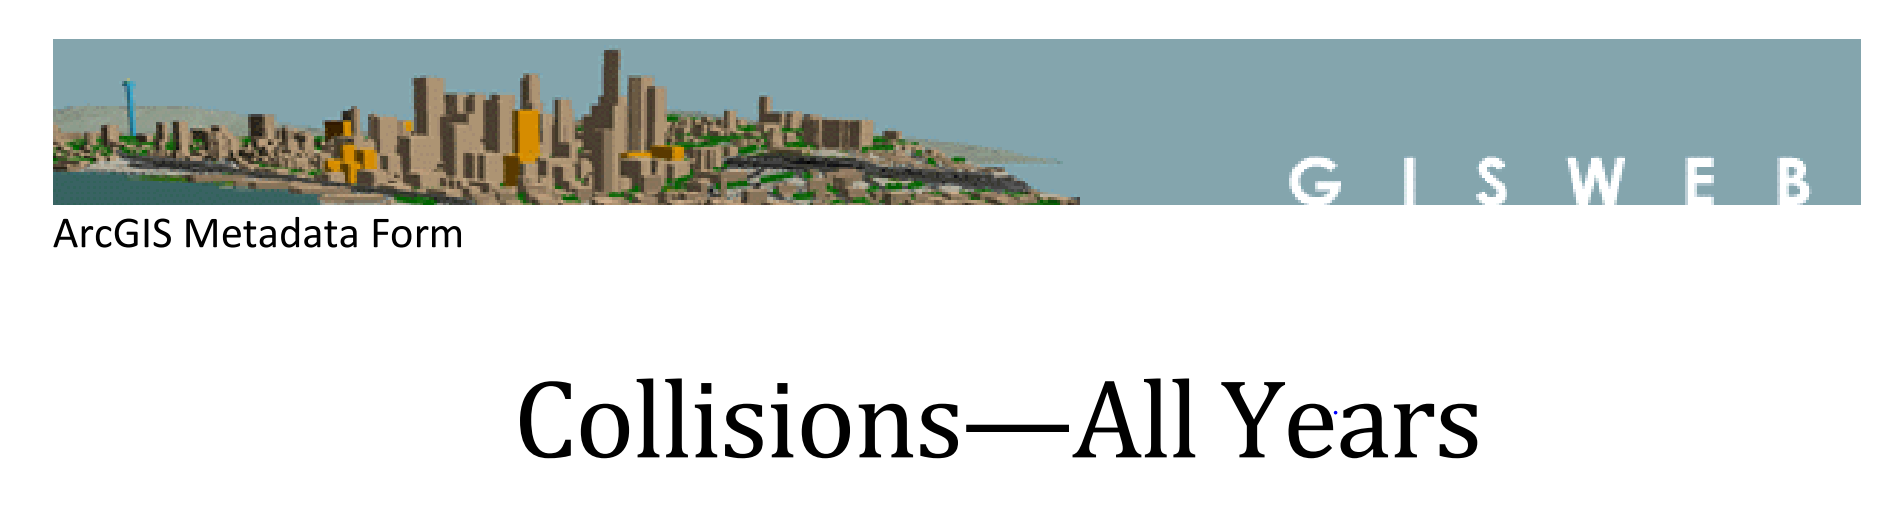 G I S W E B
ArcGIS Metadata Form
Collisions—All Years